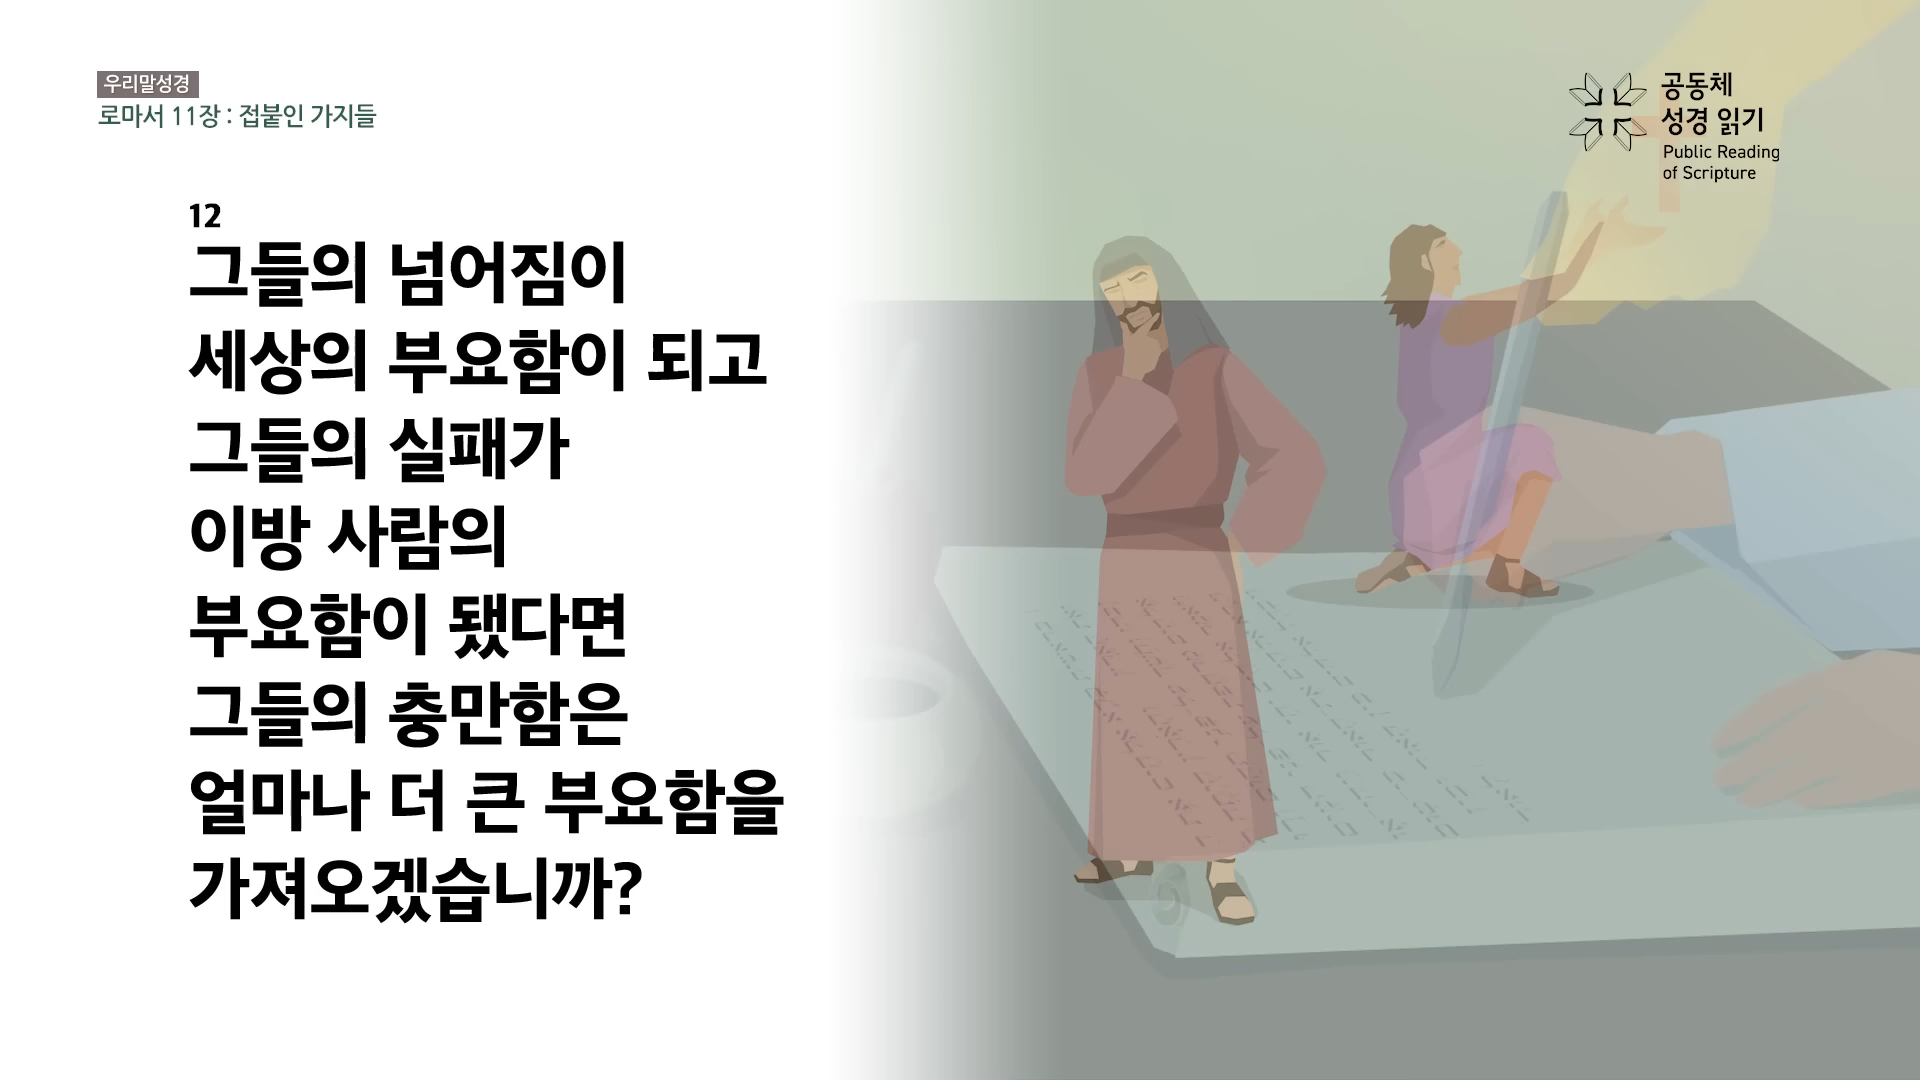 우리말성경
로마서 11장 : 접붙인 가지들
공동체
성경 읽기
Public Reading
of Scripture
12
그들의 넘어짐이
세상의 부요함이 되고
그들의 실패가
이방 사람의
부요함이 됐다면
그들의 충만함은
얼마나 더 큰 부요함을
가져오겠습니까?